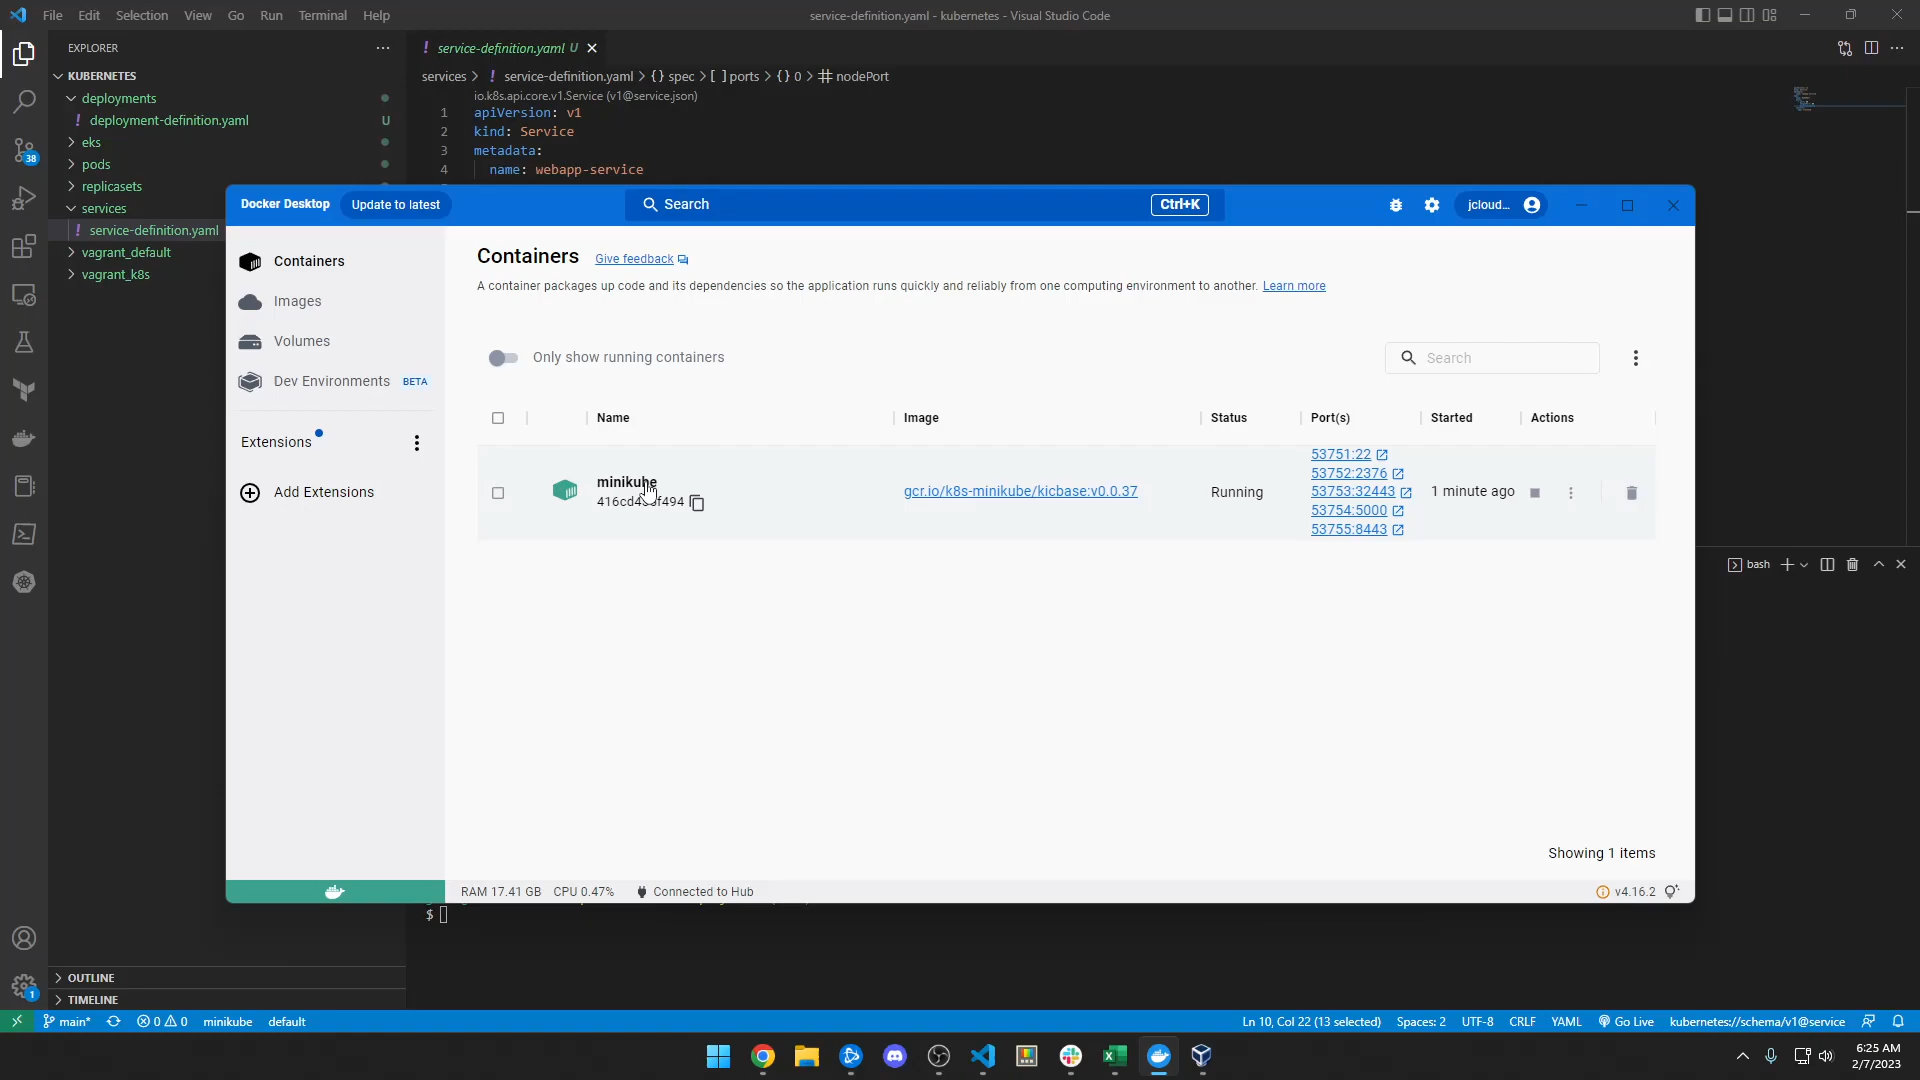 File Edit Selection View Go Run Terminal Help
service-definition.yaml - kubernetes - Visual Studio Code
EXPLORER
KUBERNETES
deployments
deployment-definition.yaml U
eks
pods
replicasets
services
service-definition.yaml
vagrant_default
vagrant_k8s
OUTLINE
TIMELINE
38
1
service-definition.yaml U
services > service-definition.yaml > {} spec > [ ] ports > {} 0 > nodePort
io.k8s.api.core.v1.Service (v1@service.json)
1 apiVersion: v1
2 kind: Service
3 metadata:
4 name: webapp-service
Docker Desktop Update to latest Search Ctrl+K jcloud...
Containers
Images
Volumes
Dev Environments BETA
Extensions
Add Extensions
Containers Give feedback
A container packages up code and its dependencies so the application runs quickly and reliably from one computing environment to another. Learn more
Only show running containers
Search
Name Image Status Port(s) Started Actions
minikube
gcr.io/k8s-minikube/kicbase:v0.0.37
Running
53751:22
53752:2376
53753:32443
53754:5000
53755:8443
1 minute ago
Showing 1 items
RAM 17.41 GB CPU 0.47% Connected to Hub
v4.16.2
bash
$
main* 0 0 minikube default
Ln 10, Col 22 (13 selected) Spaces: 2 UTF-8 CRLF YAML Go Live kubernetes://schema/v1@service
6:25 AM
2/7/2023